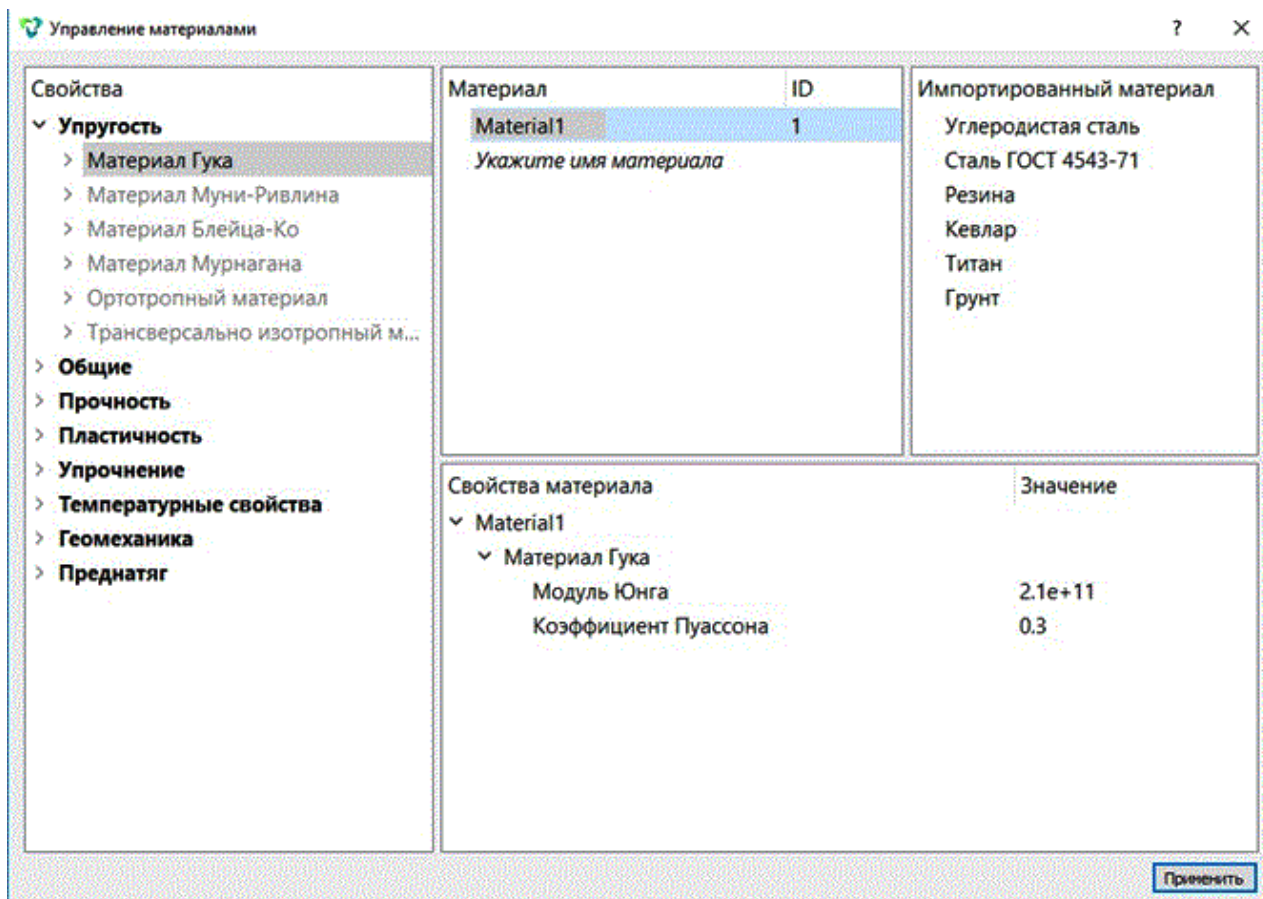 Управление материалами
?
Свойства
Упругость
Материал Гука
Материал Муни-Ривлина
Материал Блейца-Ко
Материал Мурнагана
Ортотропный материал
Трансверсально изотропный м...
Общие
Прочность
Пластичность
Упрочнение
Температурные свойства
Геомеханика
Преднатяг
Материал ID
Material1 1
Укажите имя материала
Импортированный материал
Углеродистая сталь
Сталь ГОСТ 4543-71
Резина
Кевлар
Титан
Грунт
Свойства материала Значение
Material1
Материал Гука
Модуль Юнга 2.1e+11
Коэффициент Пуассона 0.3
Применить